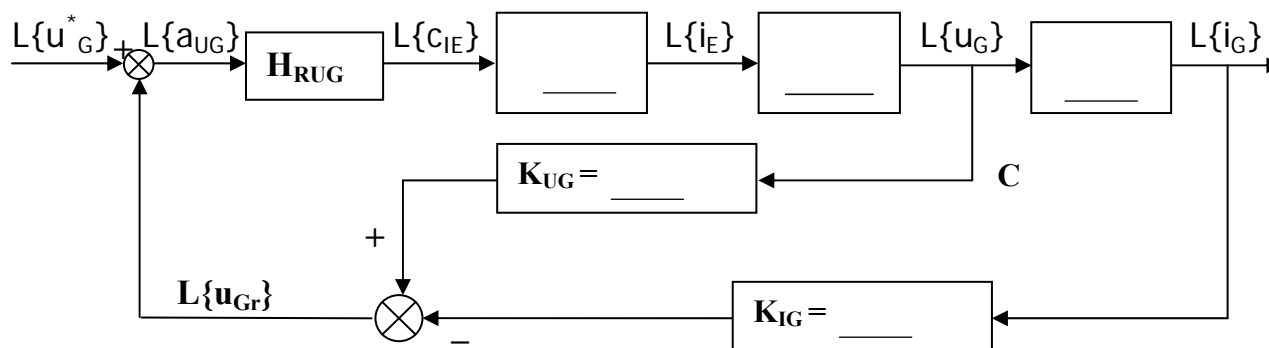 L{u*G} + L{aUG} HRUG L{cIE} L{iE} L{uG} L{iG}
KUG = C
+
L{uGr}
KIG =
−